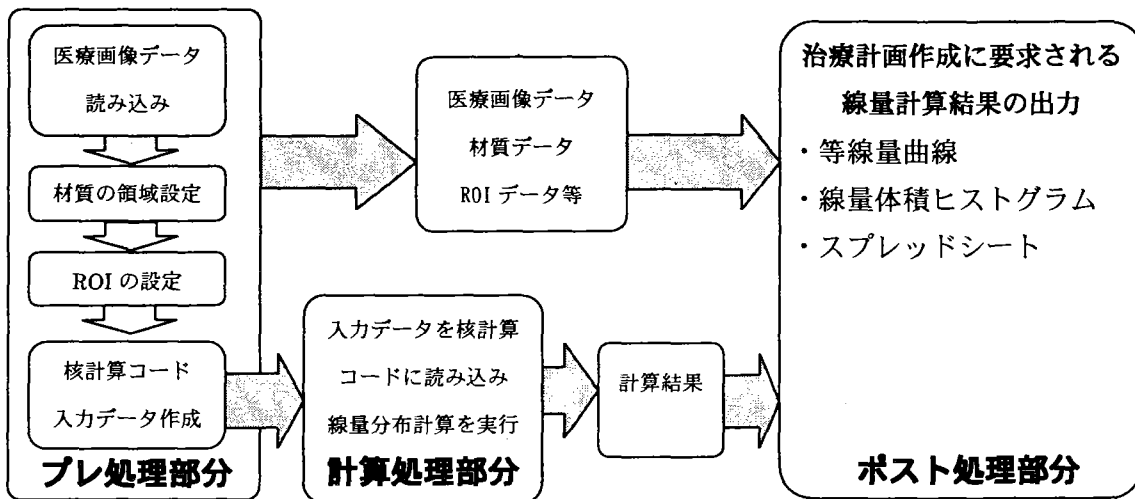 医療画像データ
読み込み
材質の領域設定
ROI の設定
核計算コード
入力データ作成
プレ処理部分
医療画像データ
材質データ
ROI データ等
入力データを核計算
コードに読み込み
線量分布計算を実行
計算処理部分
計算結果
治療計画作成に要求される
線量計算結果の出力
・等線量曲線
・線量体積ヒストグラム
・スプレッドシート
ポスト処理部分